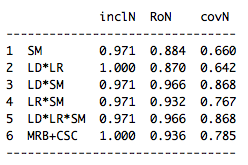 inclN RoN covN
-----------------------------------
1 SM 0.971 0.884 0.660
2 LD*LR 1.000 0.870 0.642
3 LD*SM 0.971 0.966 0.868
4 LR*SM 0.971 0.932 0.767
5 LD*LR*SM 0.971 0.966 0.868
6 MRB+CSC 1.000 0.936 0.785
-----------------------------------